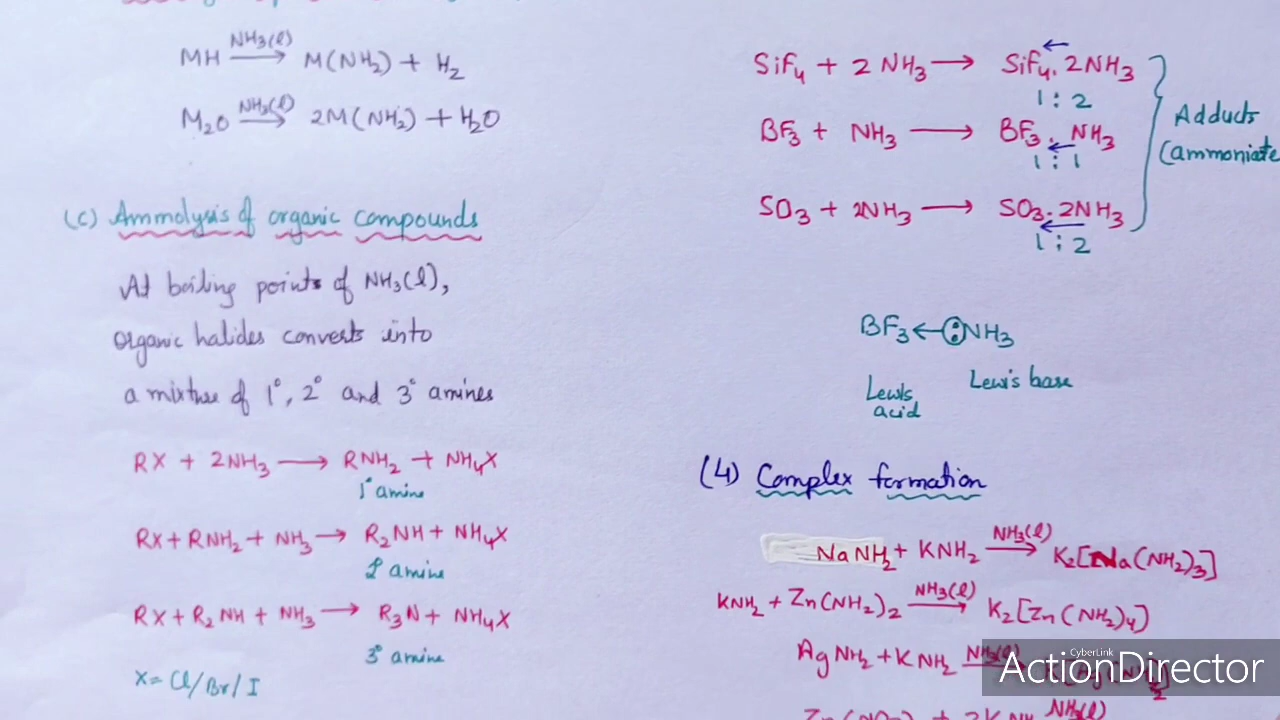 MH NH3(l)⟶ M(NH2) + H2
M2O NH3(l)⟶ 2M(NH2) + H2O
(c) Ammolysis of organic compounds
At boiling points of NH3(l),
Organic halides converts into
a mixture of 1°, 2° and 3° amines
RX + 2NH3 ⟶ RNH2 + NH4X
1° amine
RX + RNH2 + NH3 ⟶ R2NH + NH4X
2° amine
RX + R2NH + NH3 ⟶ R3N + NH4X
3° amine
X = Cl/Br/I
SiF4 + 2 NH3 ⟶ SiF4.2NH3
1 : 2
BF3 + NH3 ⟶ BF3.NH3
1 : 1
SO3 + 2NH3 ⟶ SO3.2NH3
1 : 2
Adducts
(ammoniate
BF3 ← :NH3
Lewis acid
Lewis base
(4) Complex formation
NaNH2 + KNH2 NH3(l)⟶ K2[Na(NH2)3]
KNH2 + Zn(NH2)2 NH3(l)⟶ K2[Zn(NH2)4]
AgNH2 + KNH2 NH3(l)⟶
NH3(l)
CyberLink
ActionDirector